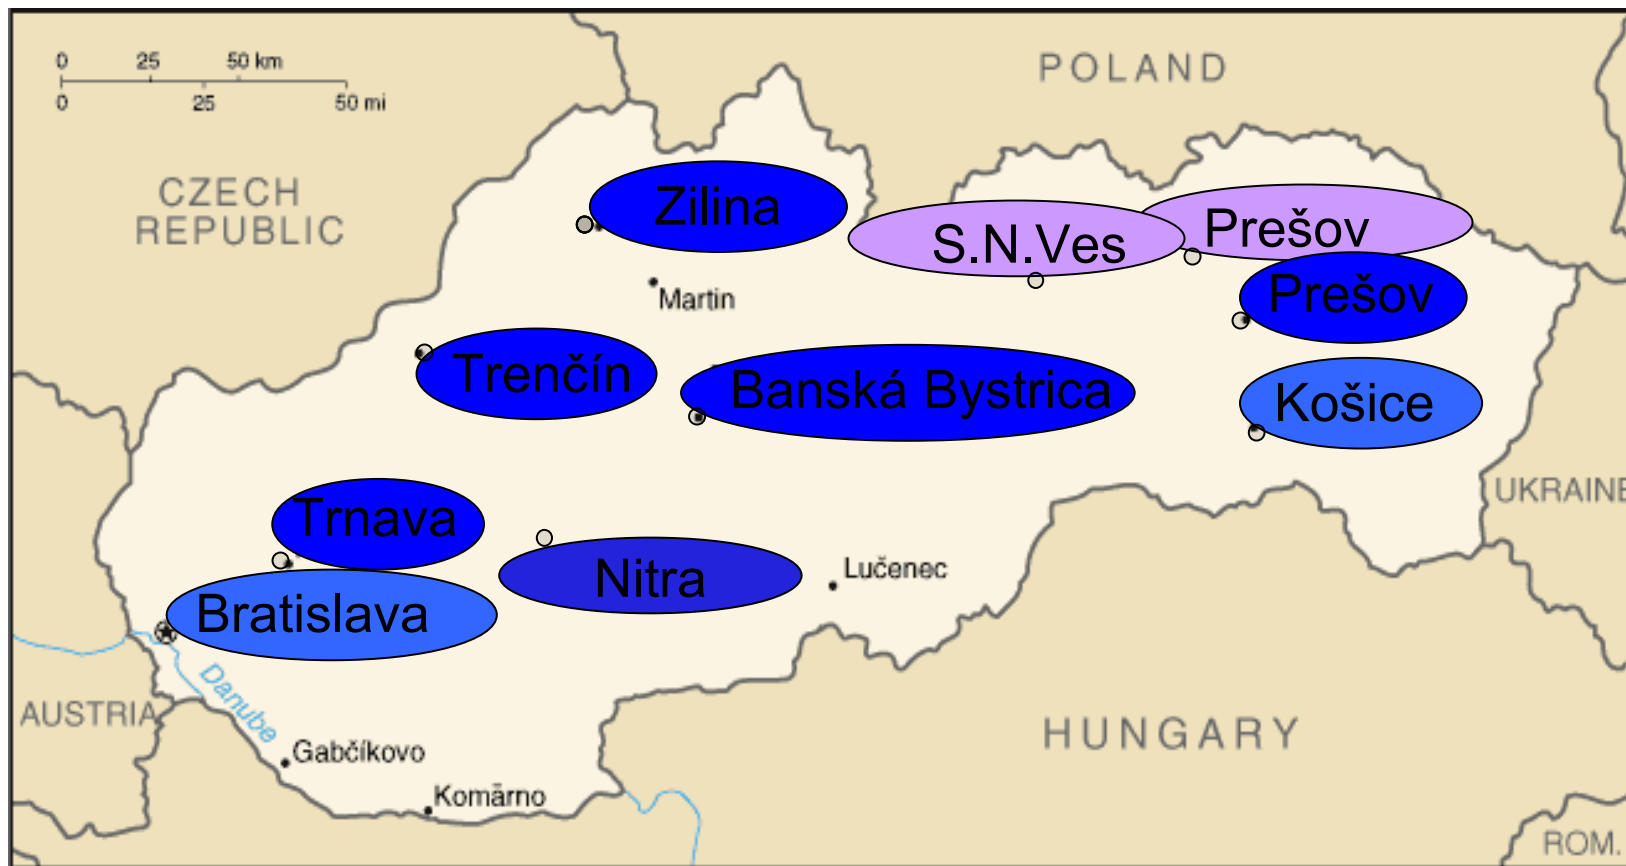 0 25 50 km
0 25 50 mi
POLAND
CZECH
REPUBLIC
Zilina
S.N.Ves
Prešov
Prešov
Martin
Trenčín
Banská Bystrica
Košice
UKRAINE
Trnava
Nitra
Lučenec
Bratislava
Danube
AUSTRIA
HUNGARY
Gabčíkovo
Komārno
ROM.